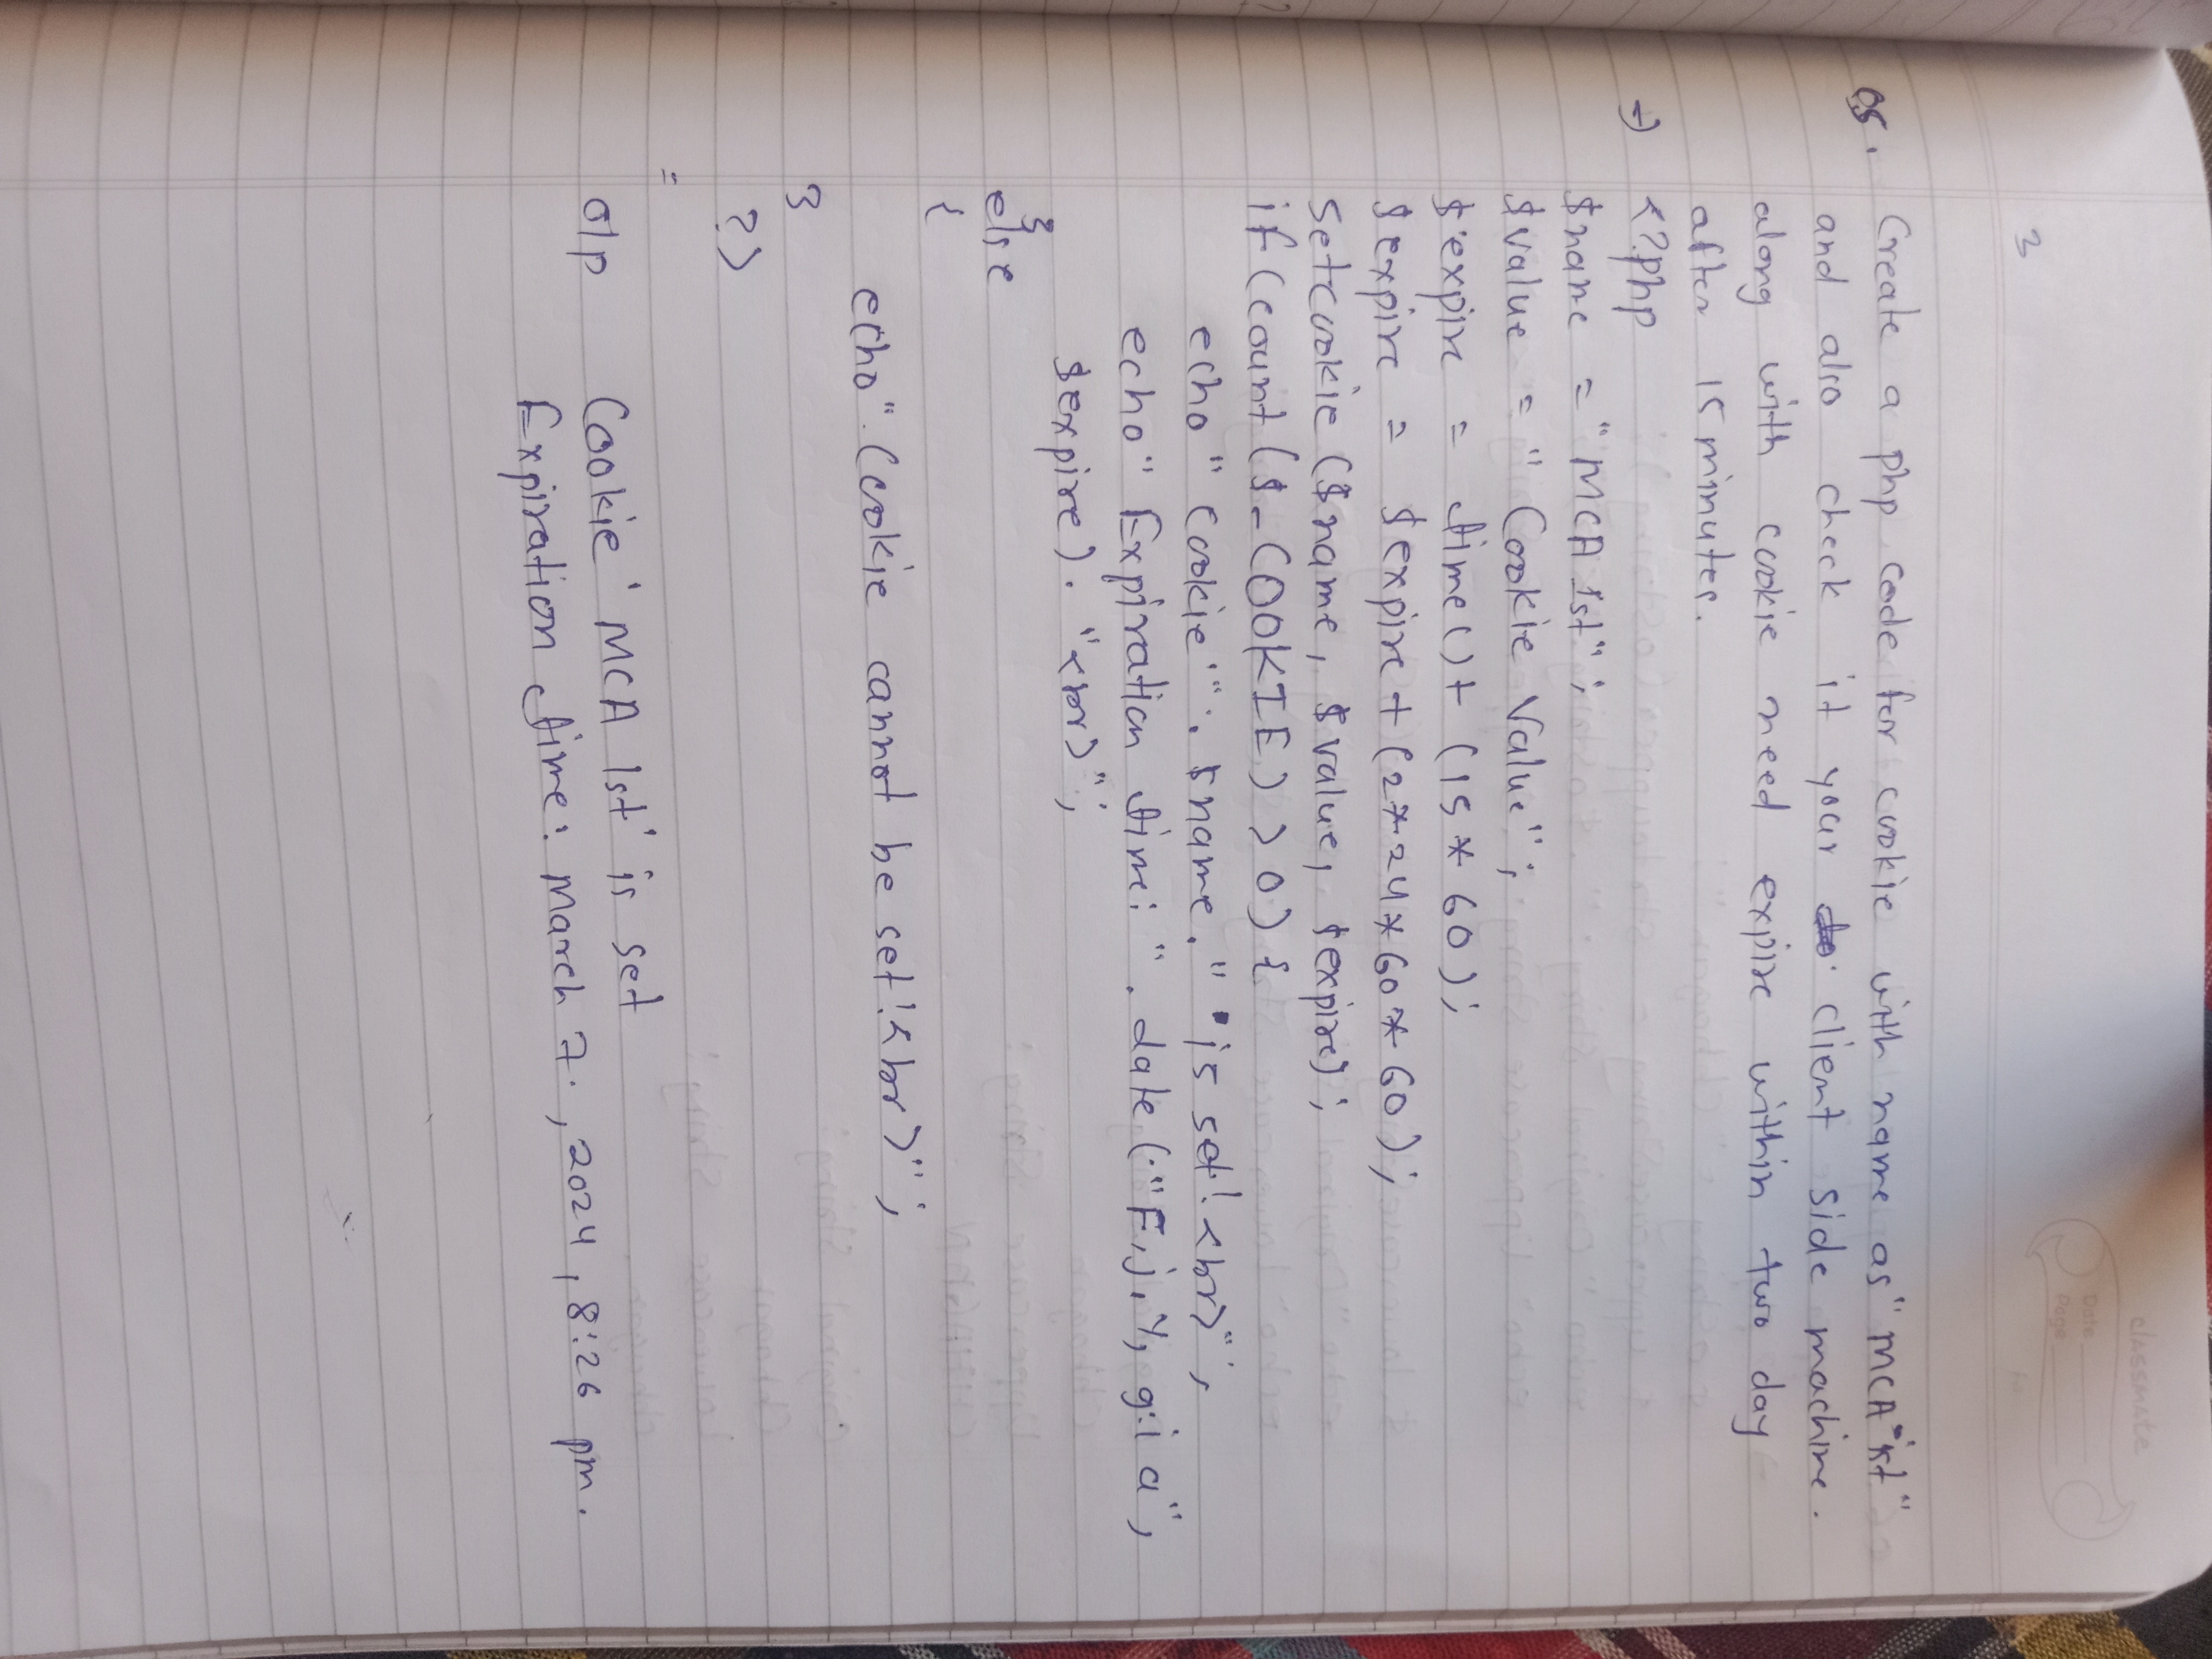 classmate
Date
Page
3
Q5. Create a php code for cookie with name as "MCA 1st"
and also check it your client side machine.
along with cookie need expire within two day
after 15 minutes.
→ <?php
$name = "MCA 1st";
$value = "Cookie Value";
$expire = time()+ (15*60);
$expire = $expire + (2*24*60*60);
setcookie ($name, $value, $expire);
if (count ($_COOKIE) > 0) {
echo "cookie'". $name. "'is set! <br>";
echo" Expiration time: ". date ("F, j, Y, g:i a",
$expire). "<br>";
}
else
{
echo" Cookie cannot be set! <br>";
}
?>
o/p Cookie 'MCA 1st' is set
=
Expiration time: March 7, 2024, 8:26 pm.